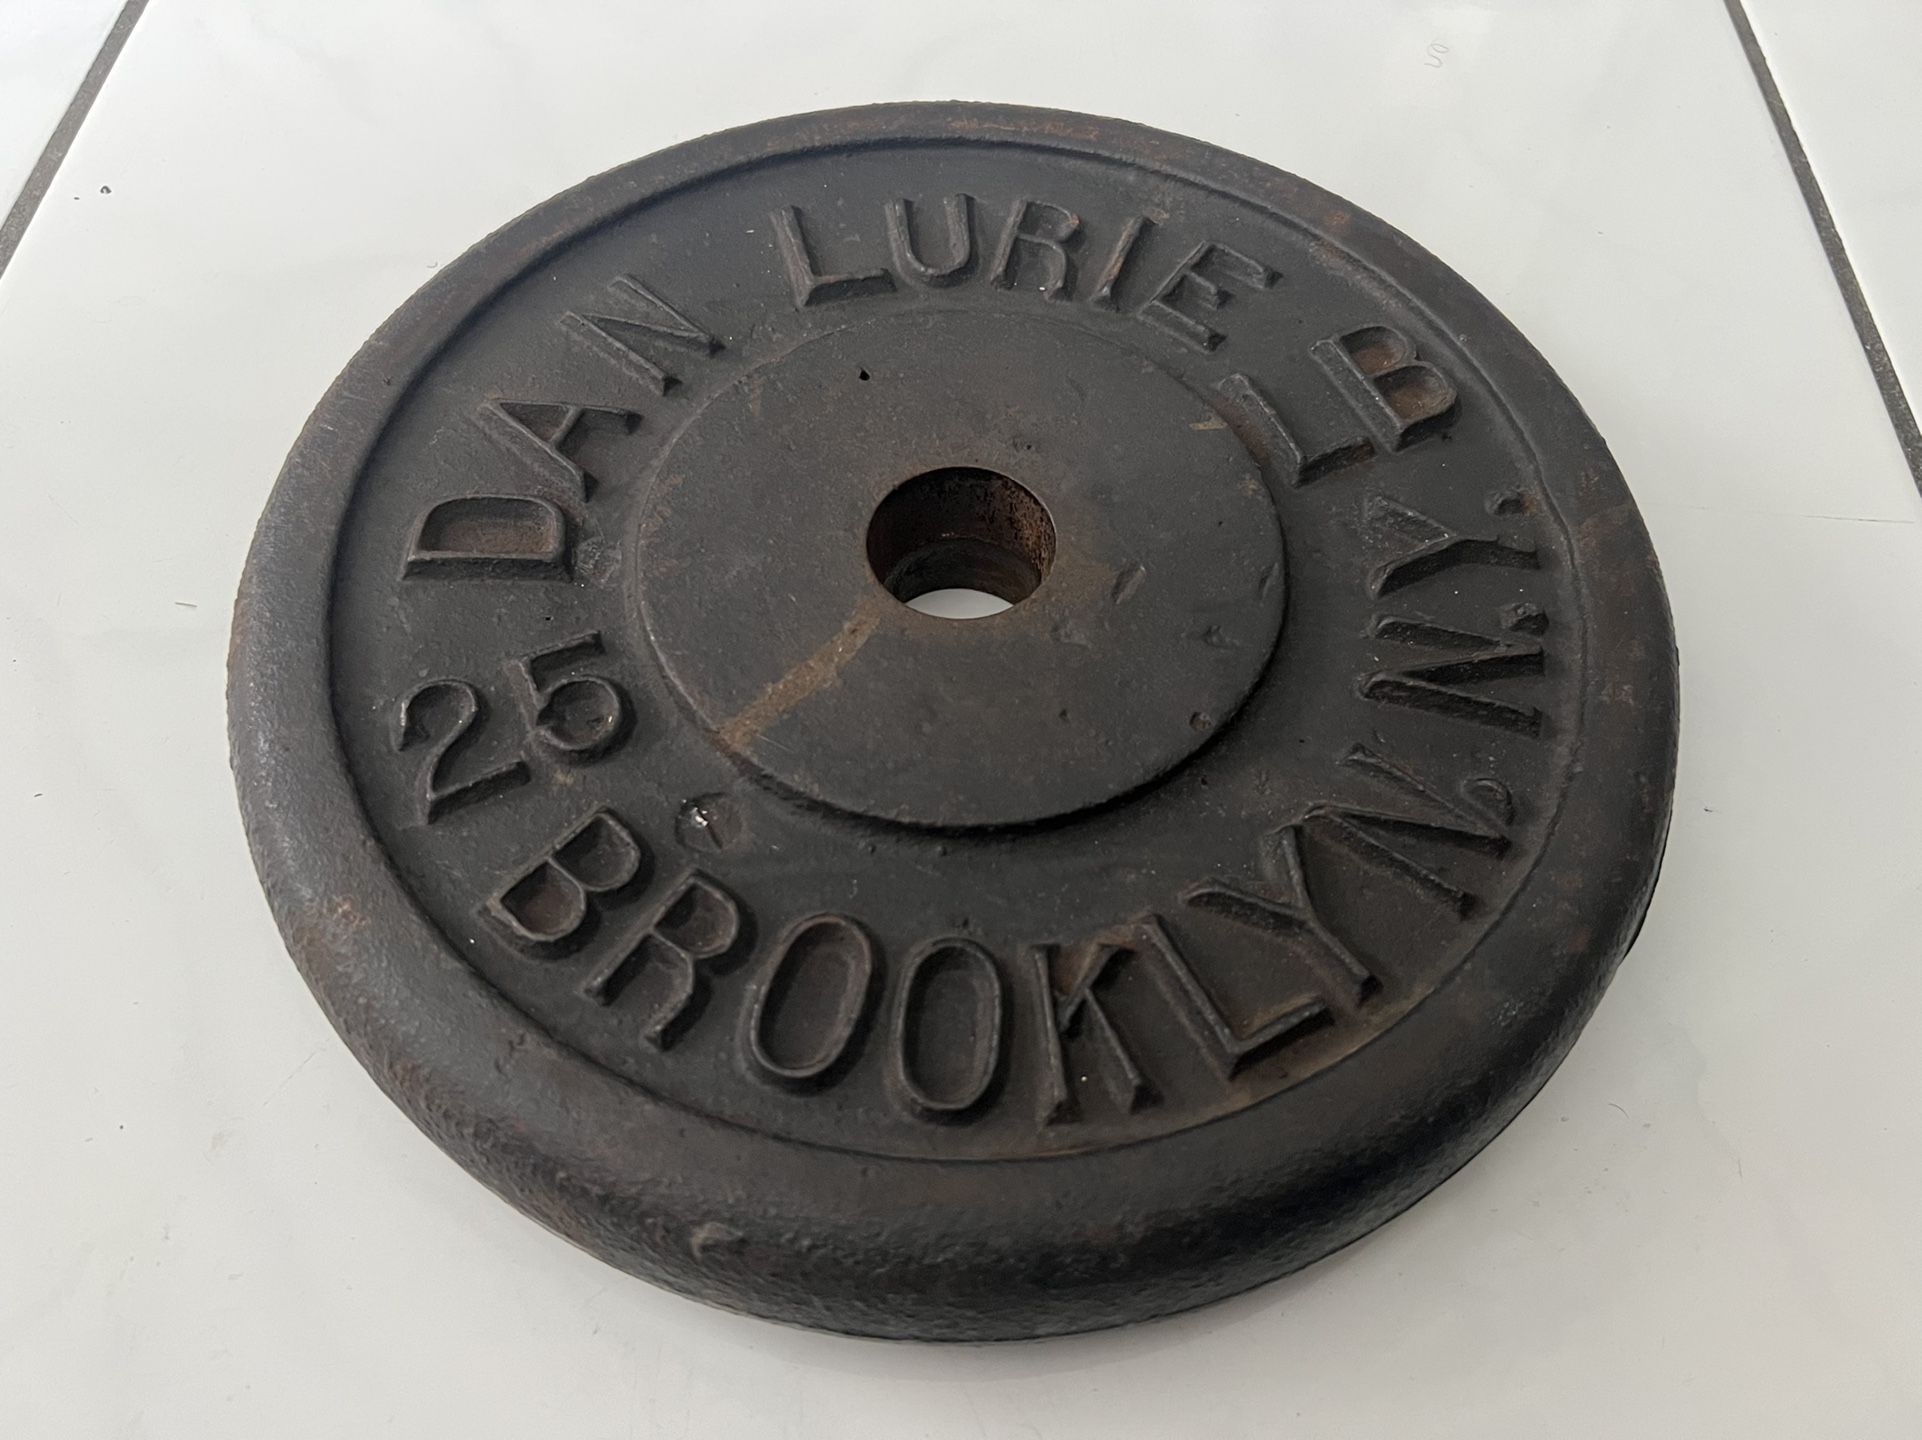 DAN LURIE
25 LB
BROOKLYN, N.Y.